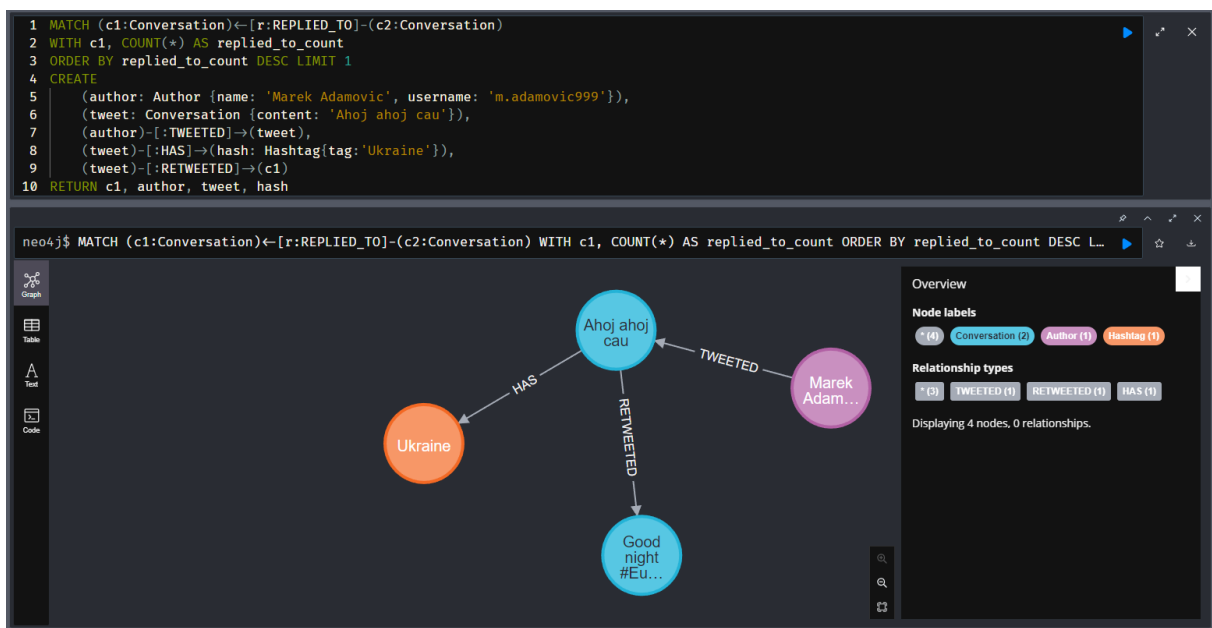 1 MATCH (c1:Conversation)←[r:REPLIED_TO]-(c2:Conversation)
2 WITH c1, COUNT(*) AS replied_to_count
3 ORDER BY replied_to_count DESC LIMIT 1
4 CREATE
5 (author: Author {name: 'Marek Adamovic', username: 'm.adamovic999'}),
6 (tweet: Conversation {content: 'Ahoj ahoj cau'}),
7 (author)-[:TWEETED]→(tweet),
8 (tweet)-[:HAS]→(hash: Hashtag{tag:'Ukraine'}),
9 (tweet)-[:RETWEETED]→(c1)
10 RETURN c1, author, tweet, hash
neo4j$ MATCH (c1:Conversation)←[r:REPLIED_TO]-(c2:Conversation) WITH c1, COUNT(*) AS replied_to_count ORDER BY replied_to_count DESC L…
Graph
Table
A
Text
Code
Ahoj ahoj
cau
TWEETED
Marek
Adam…
HAS
Ukraine
RETWEETED
Good
night
#Eu…
Overview
Node labels
* (4) Conversation (2) Author (1) Hashtag (1)
Relationship types
* (3) TWEETED (1) RETWEETED (1) HAS (1)
Displaying 4 nodes, 0 relationships.